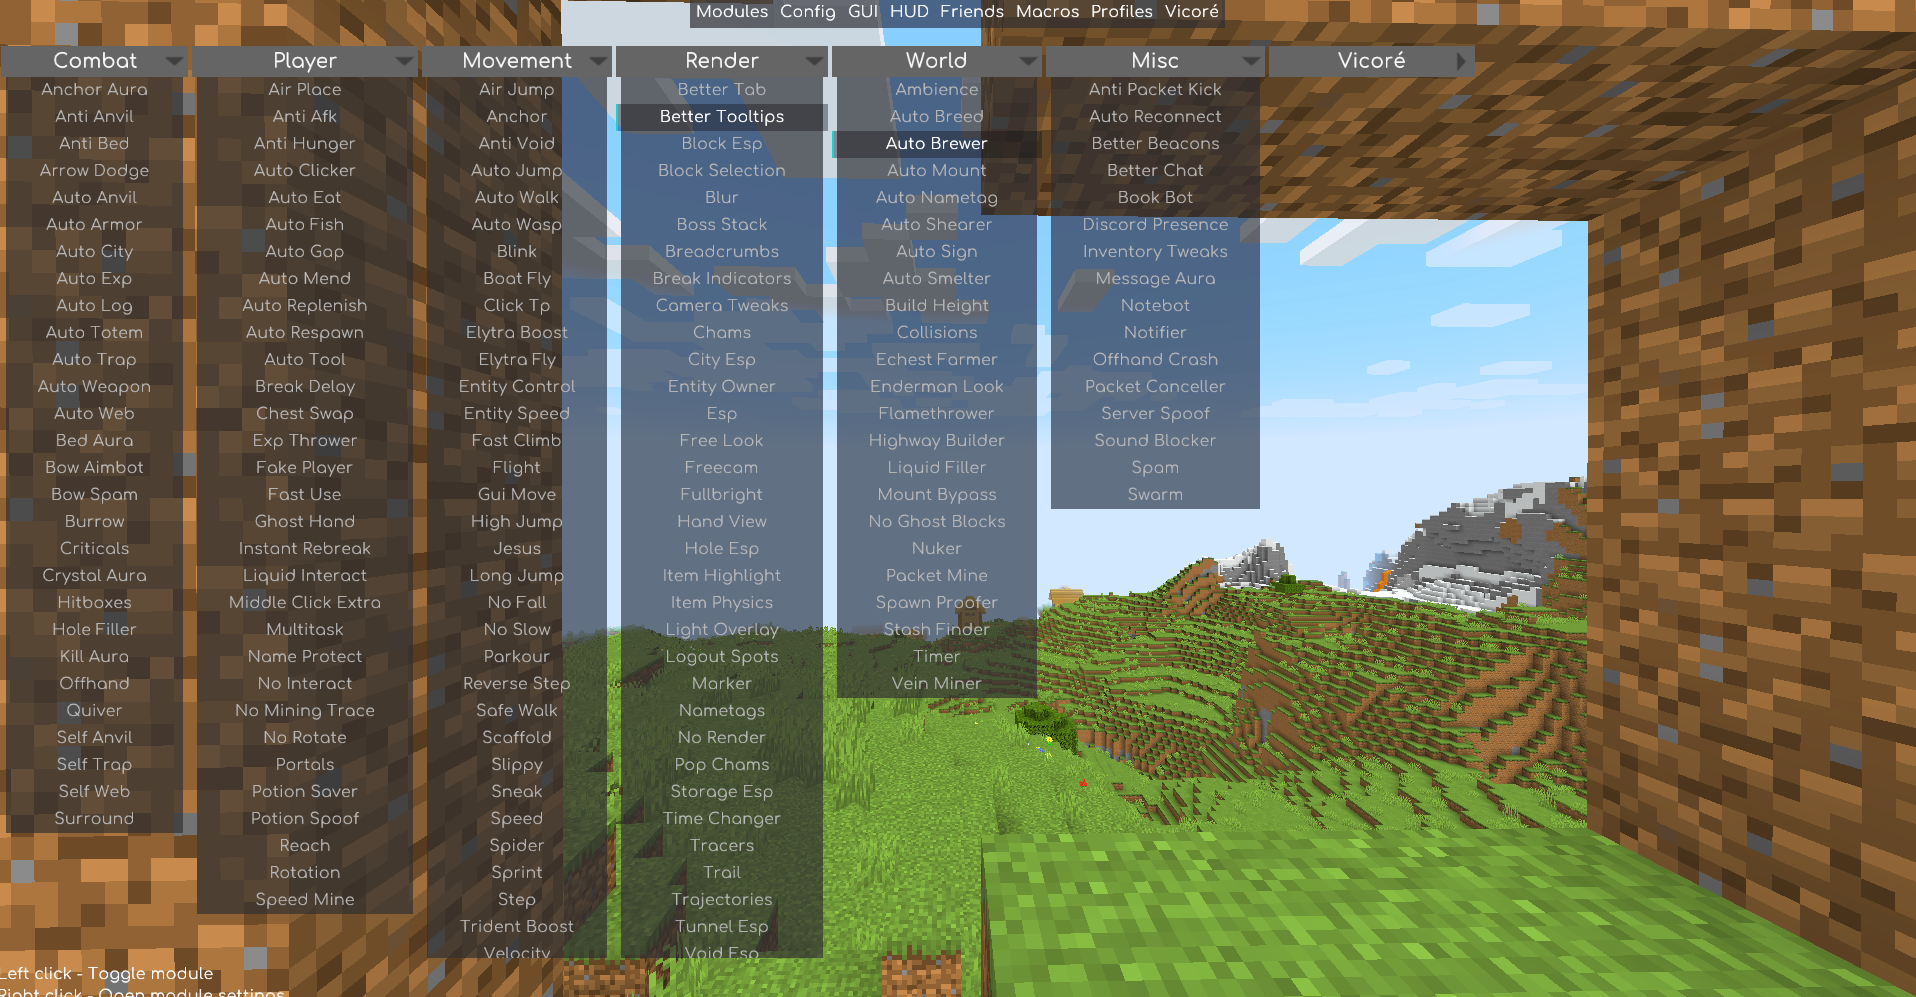 Modules Config GUI HUD Friends Macros Profiles Vicoré
Combat
Anchor Aura
Anti Anvil
Anti Bed
Arrow Dodge
Auto Anvil
Auto Armor
Auto City
Auto Exp
Auto Log
Auto Totem
Auto Trap
Auto Weapon
Auto Web
Bed Aura
Bow Aimbot
Bow Spam
Burrow
Criticals
Crystal Aura
Hitboxes
Hole Filler
Kill Aura
Offhand
Quiver
Self Anvil
Self Trap
Self Web
Surround
Player
Air Place
Anti Afk
Anti Hunger
Auto Clicker
Auto Eat
Auto Fish
Auto Gap
Auto Mend
Auto Replenish
Auto Respawn
Auto Tool
Break Delay
Chest Swap
Exp Thrower
Fake Player
Fast Use
Ghost Hand
Instant Rebreak
Liquid Interact
Middle Click Extra
Multitask
Name Protect
No Interact
No Mining Trace
No Rotate
Portals
Potion Saver
Potion Spoof
Reach
Rotation
Speed Mine
Movement
Air Jump
Anchor
Anti Void
Auto Jump
Auto Walk
Auto Wasp
Blink
Boat Fly
Click Tp
Elytra Boost
Elytra Fly
Entity Control
Entity Speed
Fast Climb
Flight
Gui Move
High Jump
Jesus
Long Jump
No Fall
No Slow
Parkour
Reverse Step
Safe Walk
Scaffold
Slippy
Sneak
Speed
Spider
Sprint
Step
Trident Boost
Velocity
Render
Better Tab
Better Tooltips
Block Esp
Block Selection
Blur
Boss Stack
Breadcrumbs
Break Indicators
Camera Tweaks
Chams
City Esp
Entity Owner
Esp
Free Look
Freecam
Fullbright
Hand View
Hole Esp
Item Highlight
Item Physics
Light Overlay
Logout Spots
Marker
Nametags
No Render
Pop Chams
Storage Esp
Time Changer
Tracers
Trail
Trajectories
Tunnel Esp
Void Esp
World
Ambience
Auto Breed
Auto Brewer
Auto Mount
Auto Nametag
Auto Shearer
Auto Sign
Auto Smelter
Build Height
Collisions
Echest Farmer
Enderman Look
Flamethrower
Highway Builder
Liquid Filler
Mount Bypass
No Ghost Blocks
Nuker
Packet Mine
Spawn Proofer
Stash Finder
Timer
Vein Miner
Misc
Anti Packet Kick
Auto Reconnect
Better Beacons
Better Chat
Book Bot
Discord Presence
Inventory Tweaks
Message Aura
Notebot
Notifier
Offhand Crash
Packet Canceller
Server Spoof
Sound Blocker
Spam
Swarm
Vicoré
Left click - Toggle module
Right click - Open module settings